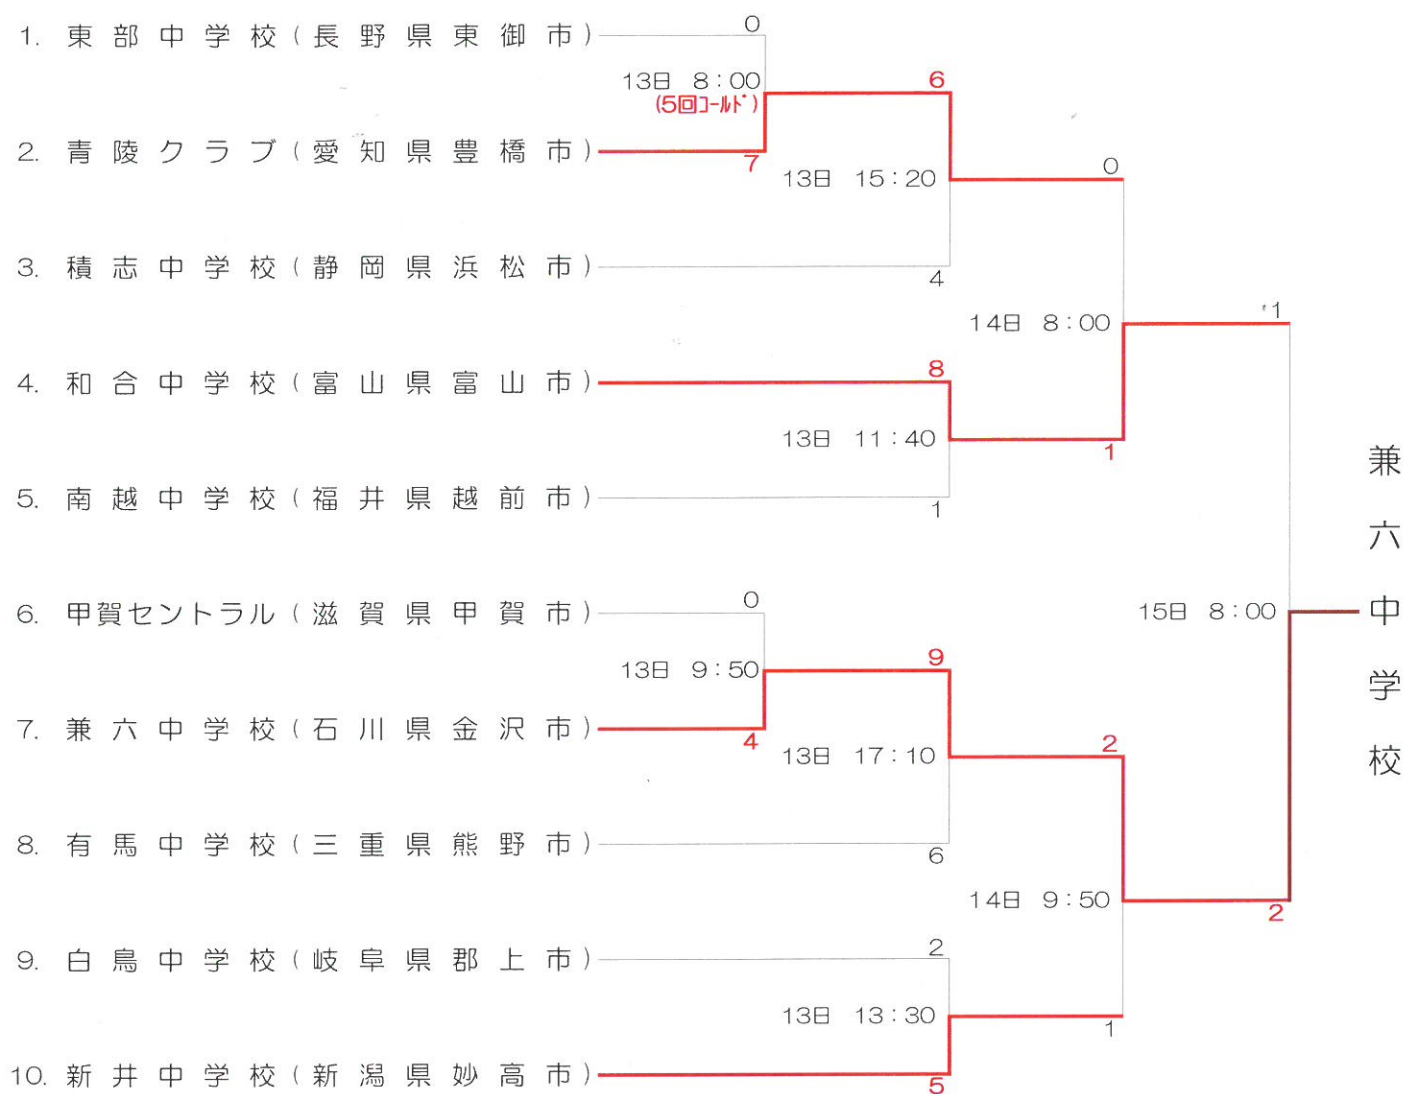 0
1. 東部中学校(長野県東御市)
13日 8:00
6
(5回コールド)
2. 青陵クラブ(愛知県豊橋市)
7
13日 15:20
0
3. 積志中学校(静岡県浜松市)
4
14日 8:00
1
8
4. 和合中学校(富山県富山市)
13日 11:40
1
5. 南越中学校(福井県越前市)
1
0
6. 甲賀セントラル(滋賀県甲賀市)
15日 8:00
兼六中学校
13日 9:50
9
7. 兼六中学校(石川県金沢市)
4
13日 17:10
2
8. 有馬中学校(三重県熊野市)
6
14日 9:50
2
2
9. 白鳥中学校(岐阜県郡上市)
13日 13:30
1
10. 新井中学校(新潟県妙高市)
5